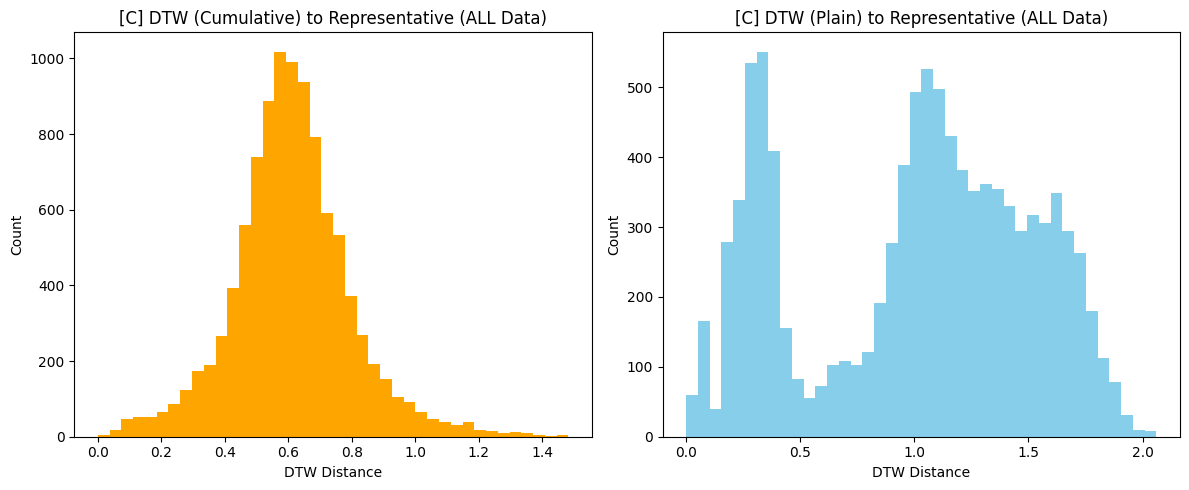 [C] DTW (Cumulative) to Representative (ALL Data)
1000
800
600
400
200
0
Count
0.0 0.2 0.4 0.6 0.8 1.0 1.2 1.4
DTW Distance
[C] DTW (Plain) to Representative (ALL Data)
500
400
300
200
100
0
Count
0.0 0.5 1.0 1.5 2.0
DTW Distance